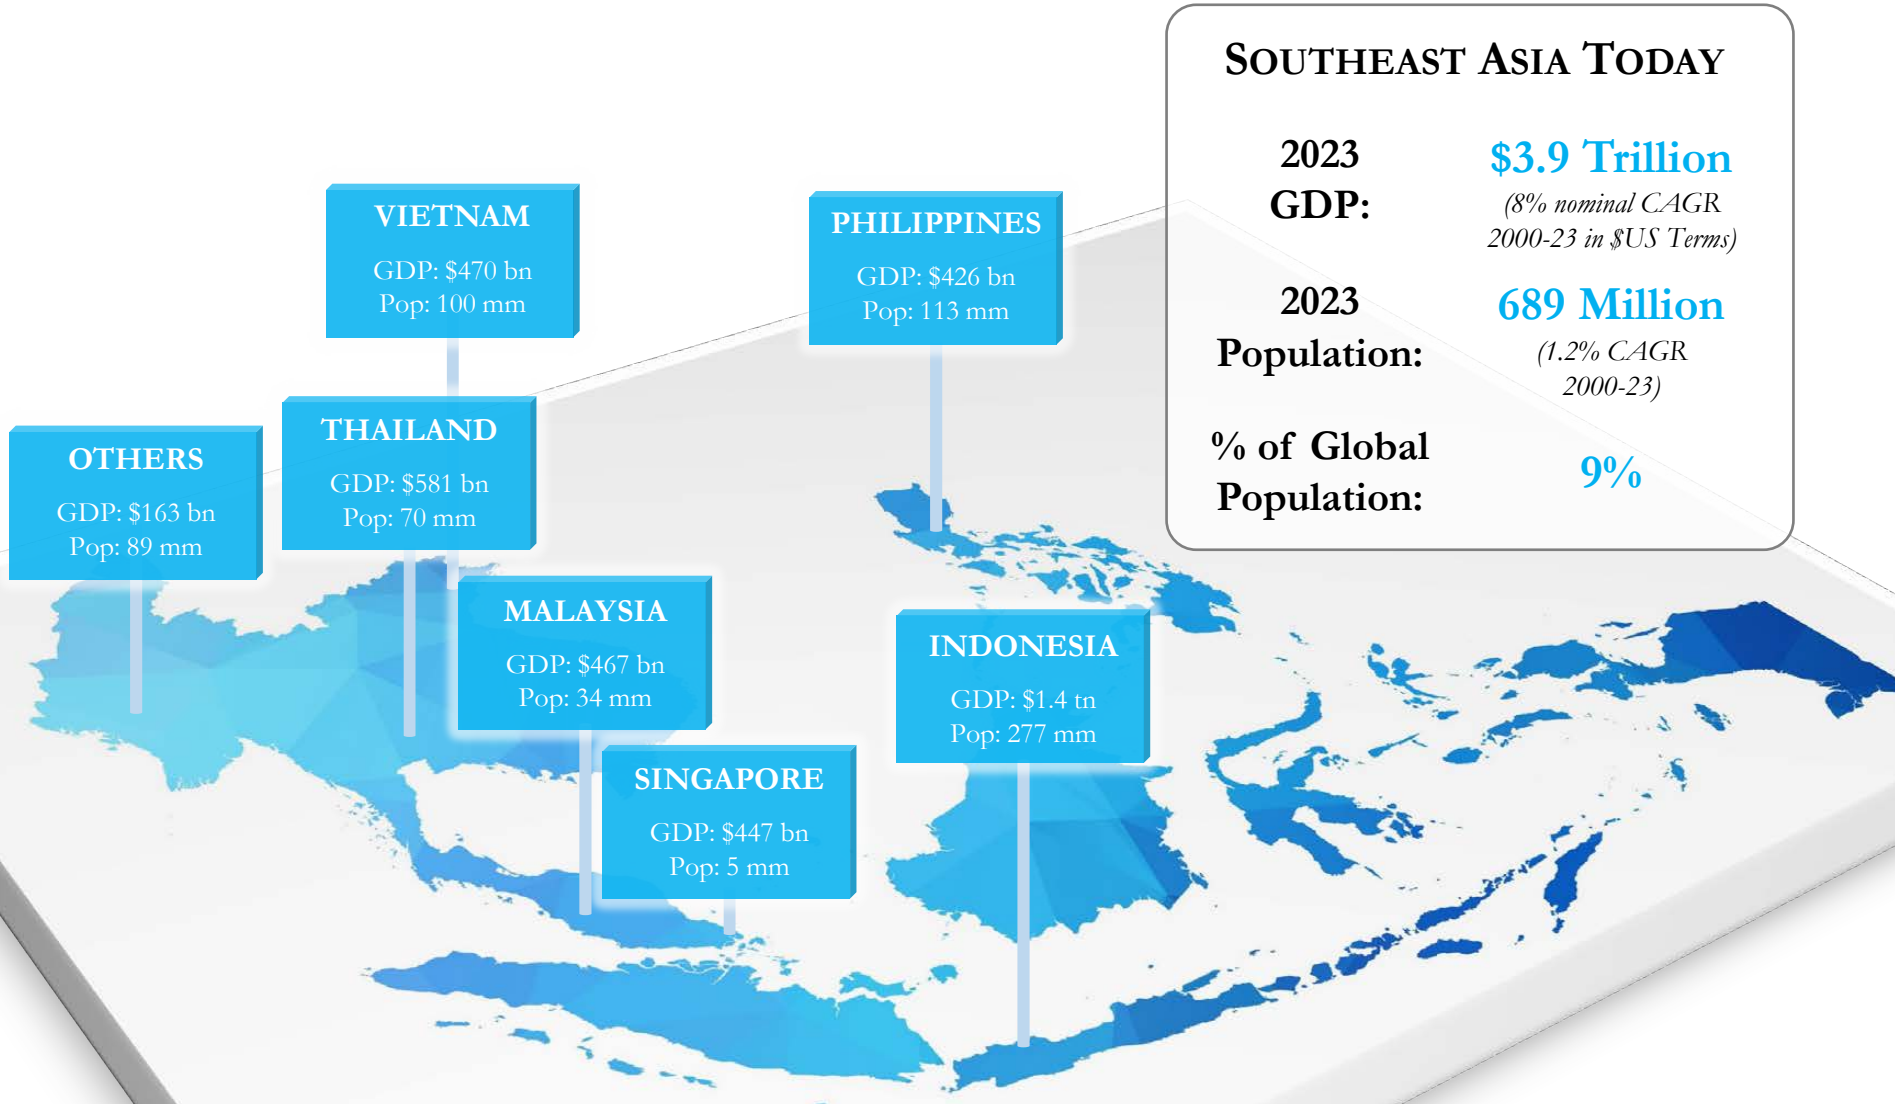 SOUTHEAST ASIA TODAY
2023
GDP:
$3.9 Trillion
(8% nominal CAGR
2000-23 in $US Terms)
2023
Population:
689 Million
(1.2% CAGR
2000-23)
% of Global
Population:
9%
VIETNAM
GDP: $470 bn
Pop: 100 mm
PHILIPPINES
GDP: $426 bn
Pop: 113 mm
THAILAND
GDP: $581 bn
Pop: 70 mm
OTHERS
GDP: $163 bn
Pop: 89 mm
MALAYSIA
GDP: $467 bn
Pop: 34 mm
INDONESIA
GDP: $1.4 tn
Pop: 277 mm
SINGAPORE
GDP: $447 bn
Pop: 5 mm